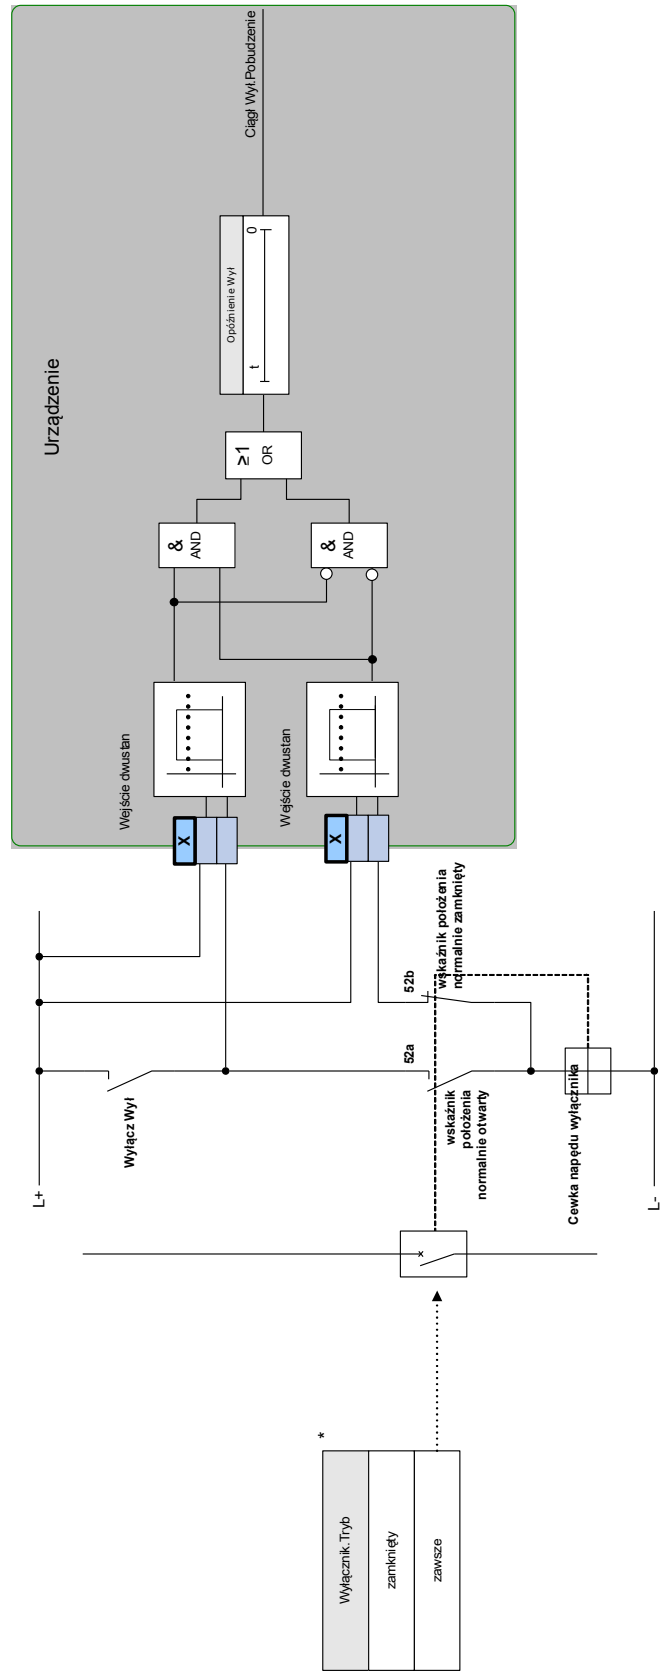 Urządzenie
Ciągł Wył.Pobudzenie
Opóźnienie Wył
t
0
≥1
OR
&
AND
&
AND
Wejście dwustan
Wejście dwustan
X
X
L+
Wyłącz Wył
52a
52b
wskaźnik położenia
normalnie zamknięty
wskaźnik
położenia
normalnie otwarty
Cewka napędu wyłącznika
L-
*
Wyłącznik.Tryb
zamknięty
zawsze